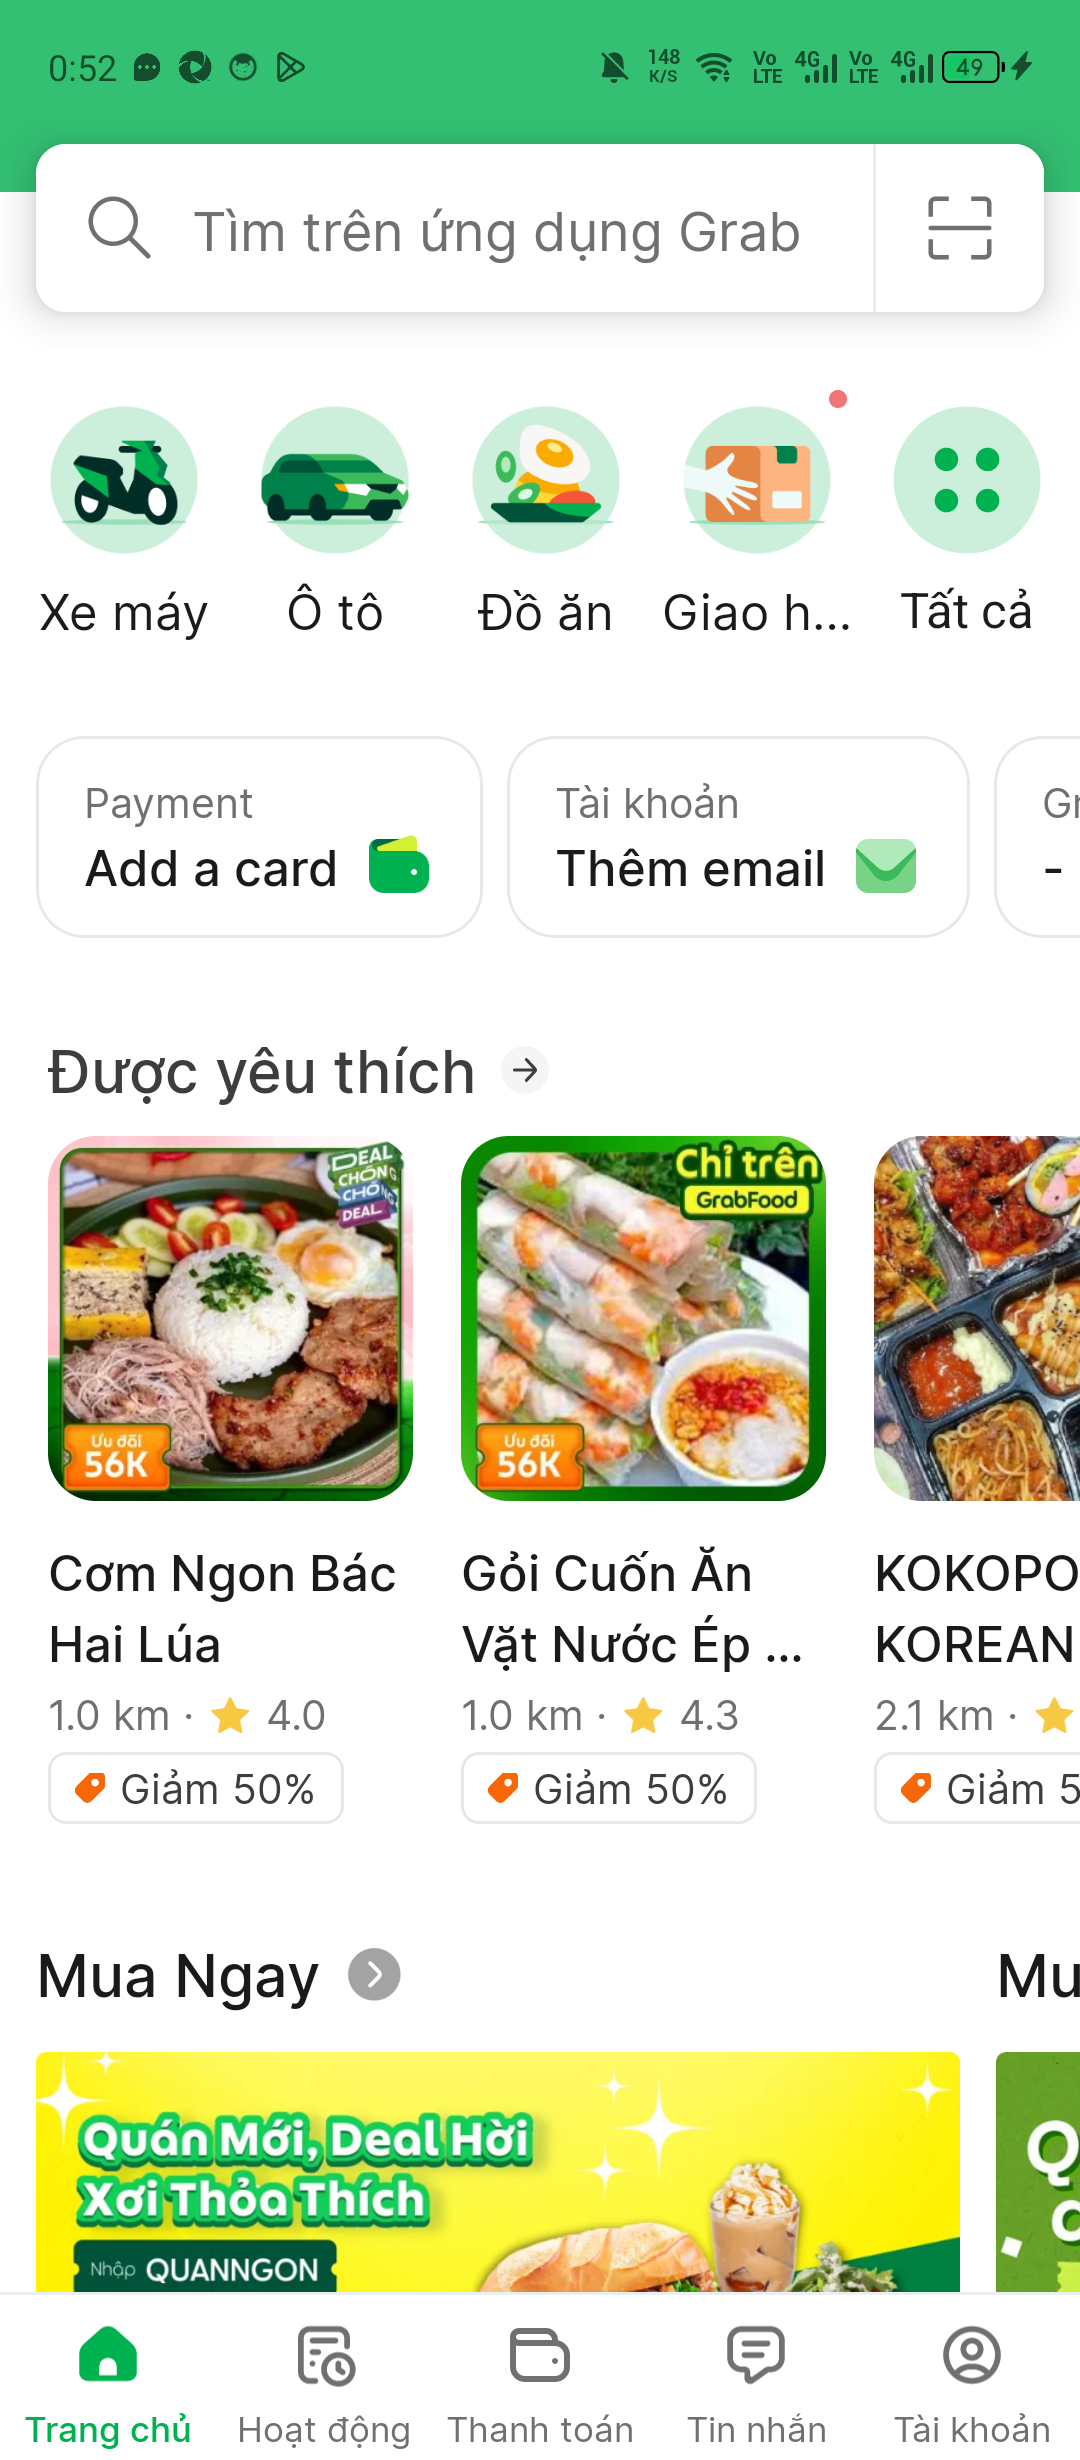 0:52
148 K/S
Vo LTE 4G Vo LTE 4G 49
Tìm trên ứng dụng Grab
Xe máy
Ô tô
Đồ ăn
Giao h...
Tất cả
Payment
Add a card
Tài khoản
Thêm email
-
Được yêu thích
DEAL
CHÓNG
CHÓNG
DEAL
Ưu đãi
56K
Chỉ trên
GrabFood
Ưu đãi
56K
Cơm Ngon Bác
Hai Lúa
1.0 km · 4.0
Giảm 50%
Gỏi Cuốn Ăn
Vặt Nước Ép ...
1.0 km · 4.3
Giảm 50%
KOKOPO
KOREAN
2.1 km ·
Giảm 5
Mua Ngay
Mu
Quán Mới, Deal Hời
Xơi Thỏa Thích
Nhập QUANNGON
Trang chủ
Hoạt động
Thanh toán
Tin nhắn
Tài khoản